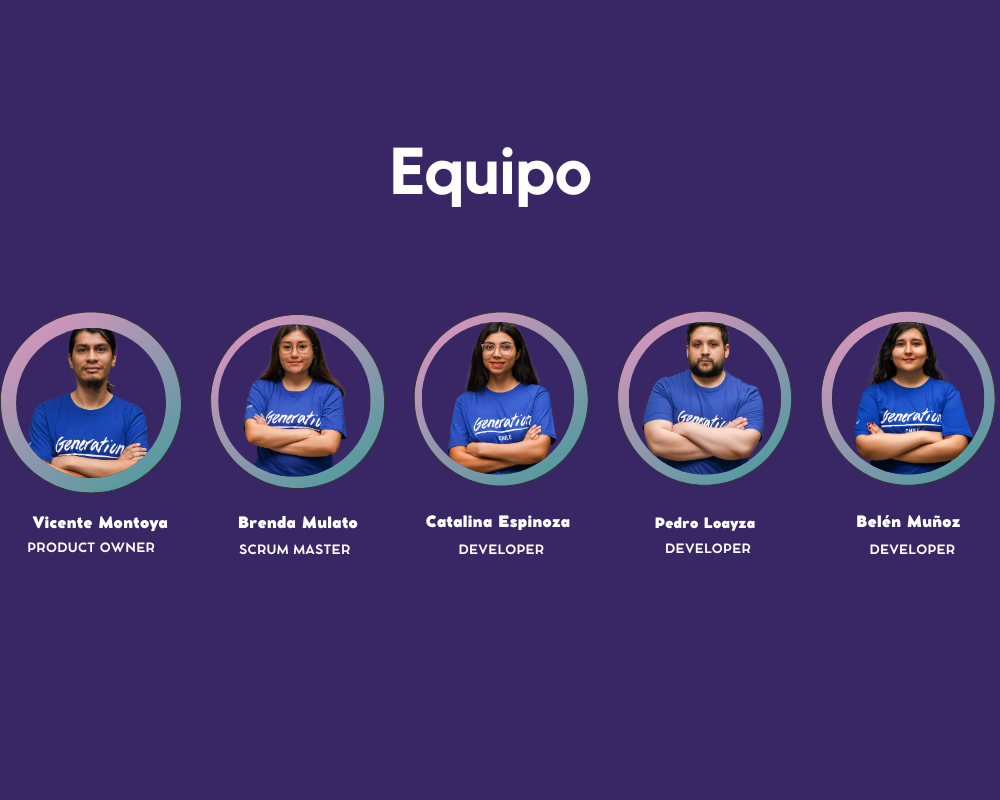 Equipo
Generation
Generation
Generation
CHILE
Generation
Generation
CHILE
Vicente Montoya
Brenda Mulato
Catalina Espinoza
Pedro Loayza
Belén Muñoz
PRODUCT OWNER
SCRUM MASTER
DEVELOPER
DEVELOPER
DEVELOPER